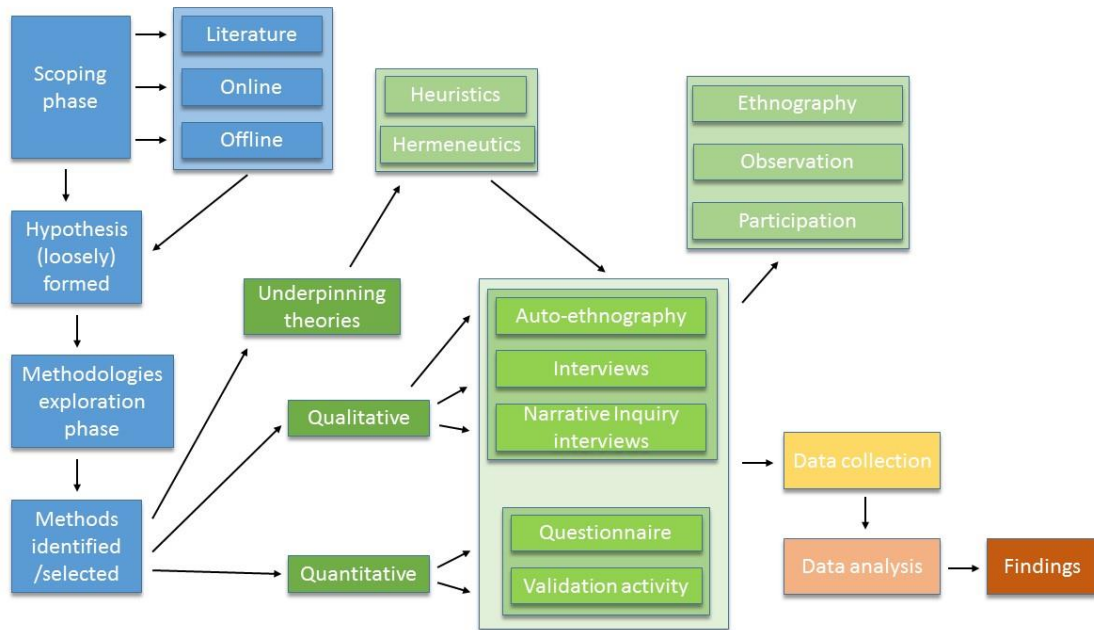 Scoping
phase
Literature
Online
Offline
Hypothesis
(loosely)
formed
Methodologies
exploration
phase
Methods
identified
/selected
Underpinning
theories
Heuristics
Hermeneutics
Qualitative
Quantitative
Auto-ethnography
Interviews
Narrative Inquiry
interviews
Questionnaire
Validation activity
Ethnography
Observation
Participation
Data collection
Data analysis
Findings